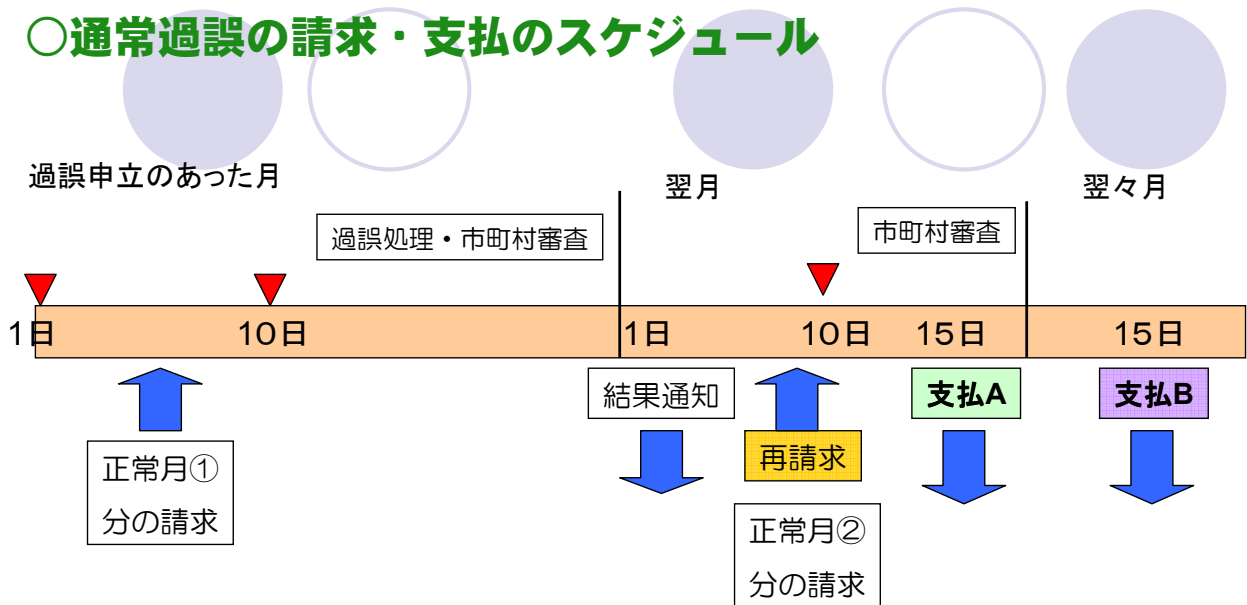 ○通常過誤の請求・支払のスケジュール
過誤申立のあった月
翌月
翌々月
過誤処理・市町村審査
市町村審査
1日
10日
1日
10日
15日
15日
結果通知
支払A
支払B
再請求
正常月①
分の請求
正常月②
分の請求